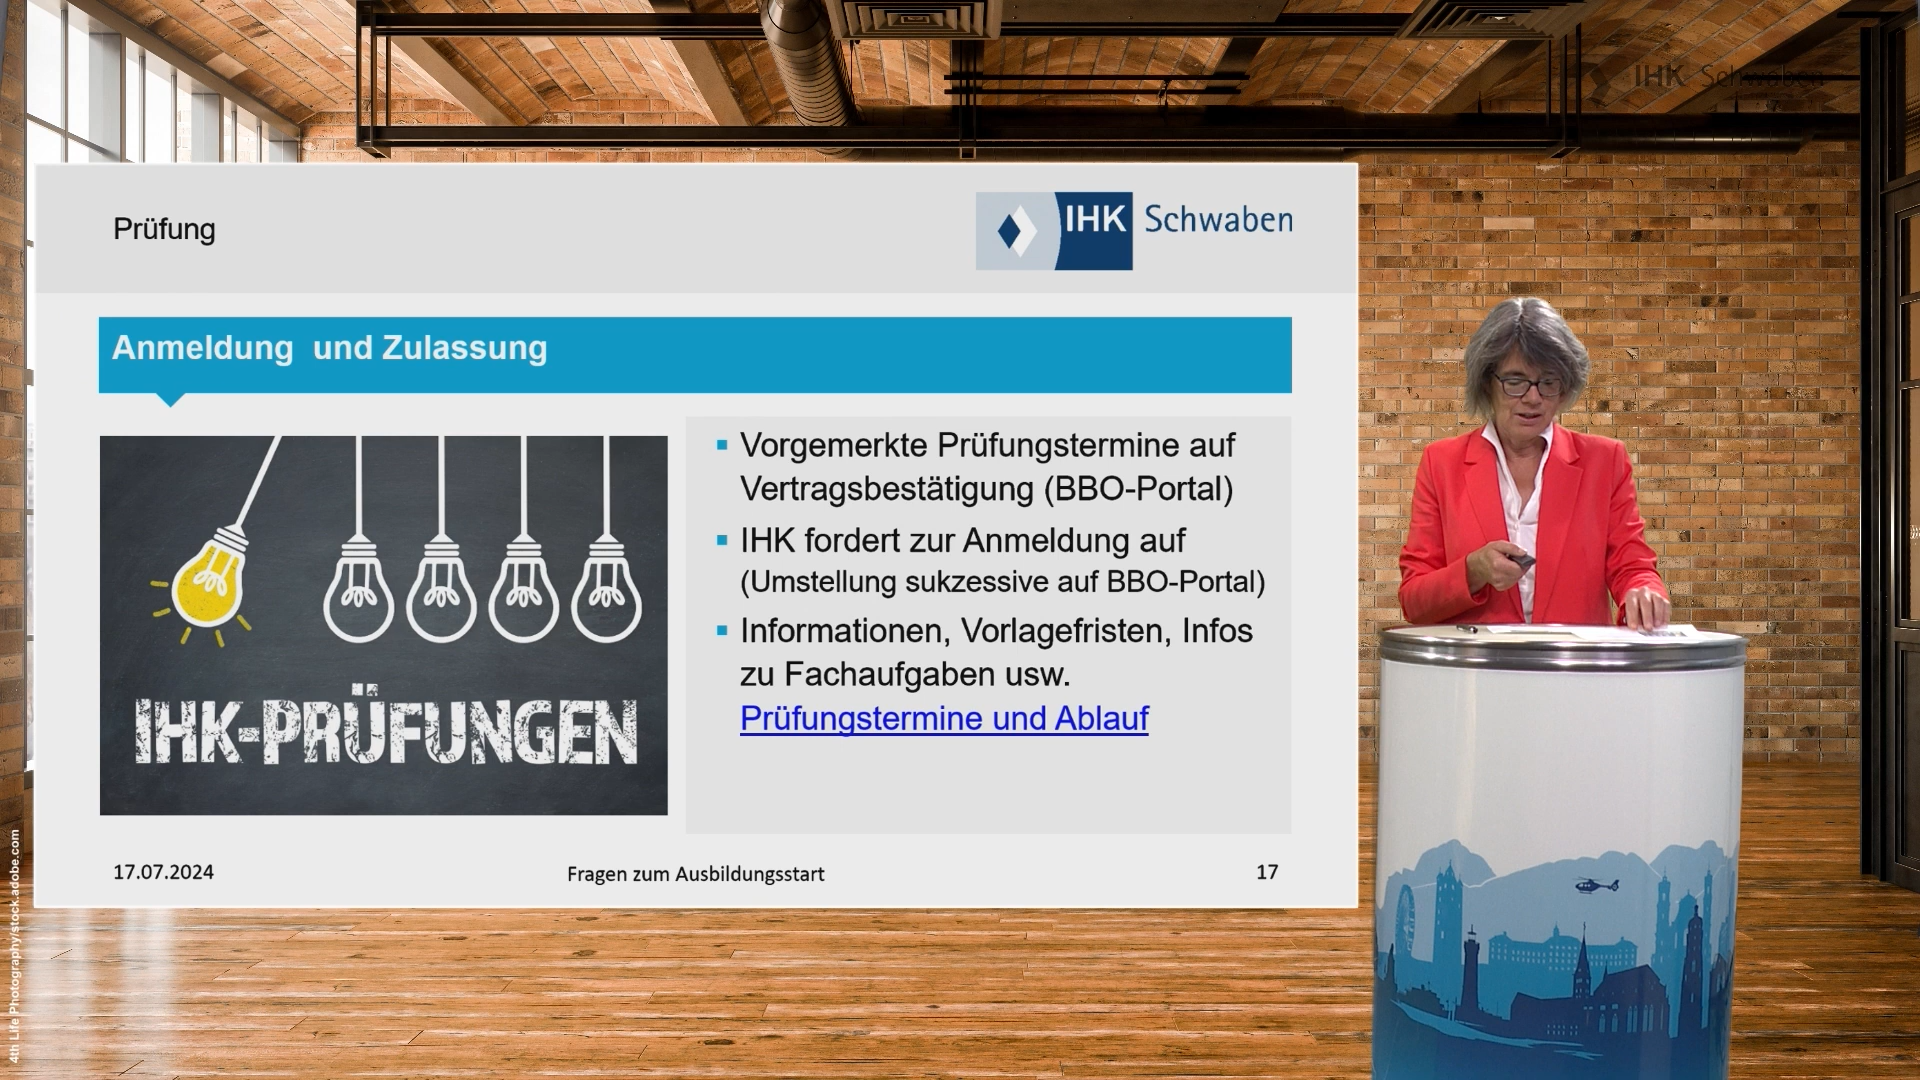 IHK Schwaben
Prüfung
IHK Schwaben
Anmeldung und Zulassung
IHK-PRÜFUNGEN
▪ Vorgemerkte Prüfungstermine auf
Vertragsbestätigung (BBO-Portal)
▪ IHK fordert zur Anmeldung auf
(Umstellung sukzessive auf BBO-Portal)
▪ Informationen, Vorlagefristen, Infos
zu Fachaufgaben usw.
Prüfungstermine und Ablauf
17.07.2024
Fragen zum Ausbildungsstart
17
4th Life Photography/stock.adobe.com